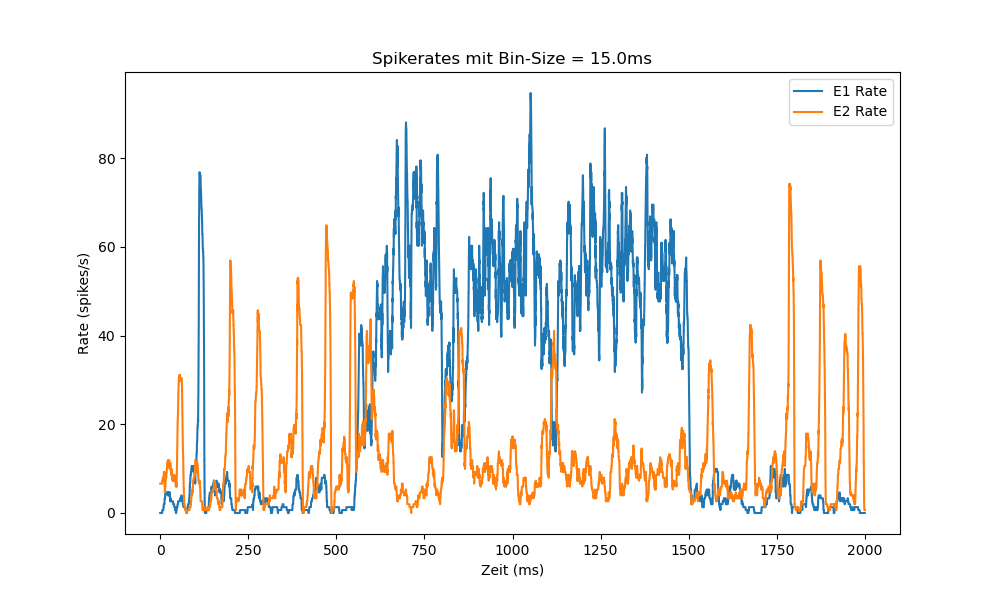 Spikerates mit Bin-Size = 15.0ms
E1 Rate
E2 Rate
Rate (spikes/s)
80
60
40
20
0
0 250 500 750 1000 1250 1500 1750 2000
Zeit (ms)